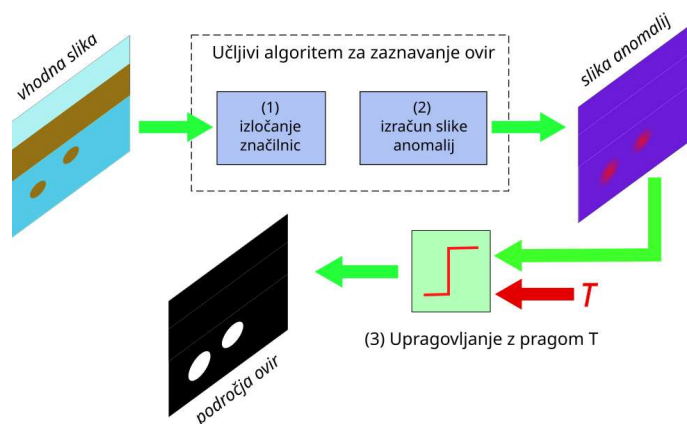 vhodna slika
Učljivi algoritem za zaznavanje ovir
(1)
izločanje
značilnic
(2)
izračun slike
anomalij
slika anomalij
T
(3) Upragovljanje z pragom T
področja ovir